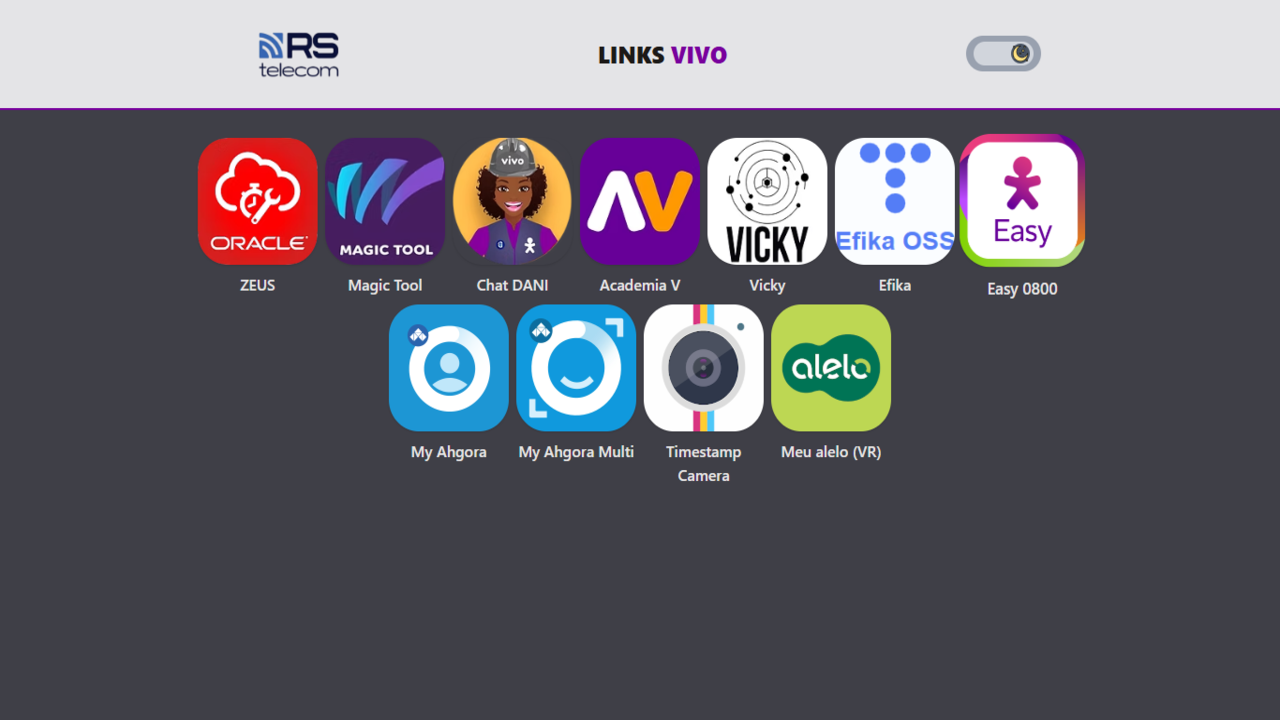 RS
telecom
LINKS VIVO
ORACLE
MAGIC TOOL
vivo
VICKY
Efika OSS
Easy
ZEUS
Magic Tool
Chat DANI
Academia V
Vicky
Efika
Easy 0800
alelo
My Ahgora
My Ahgora Multi
Timestamp
Camera
Meu alelo (VR)